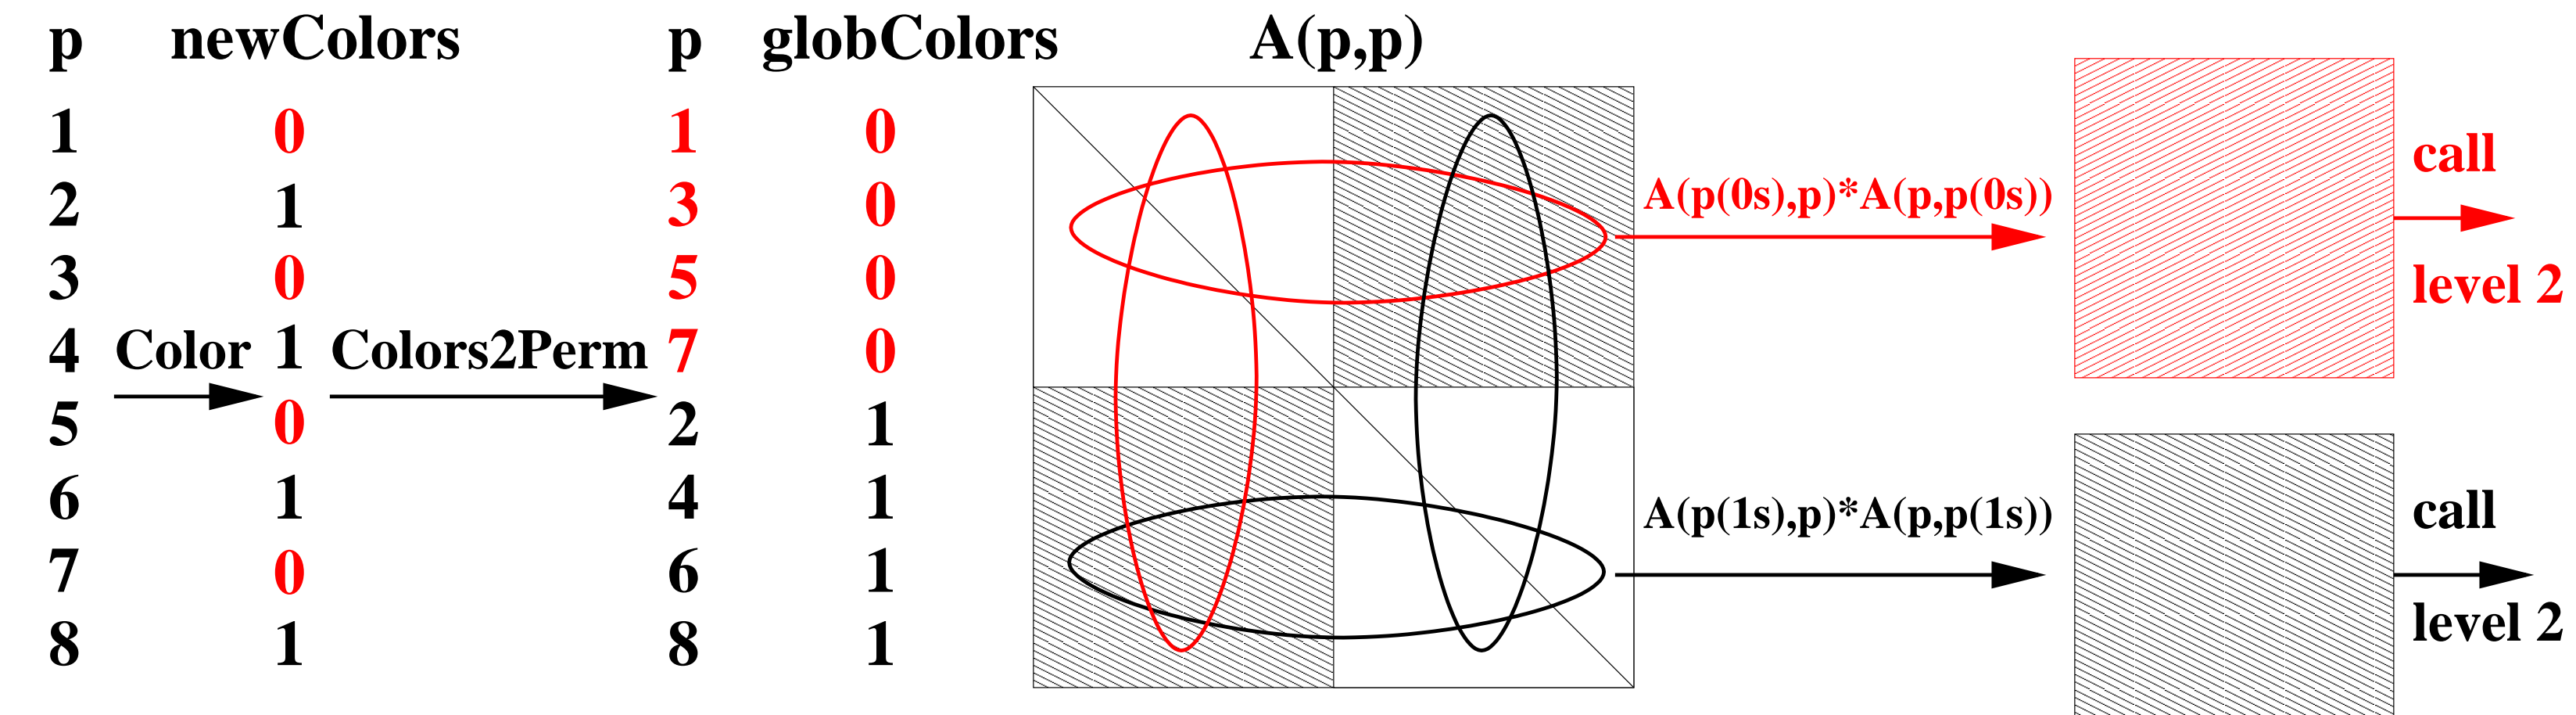 p newColors p globColors A(p,p)
1 0 1 0
call
2 1 3 0 A(p(0s),p)*A(p,p(0s))
3 0 5 0 level 2
4 Color 1 Colors2Perm 7 0
5 0 2 1
6 1 4 1 A(p(1s),p)*A(p,p(1s)) call
7 0 6 1
level 2
8 1 8 1